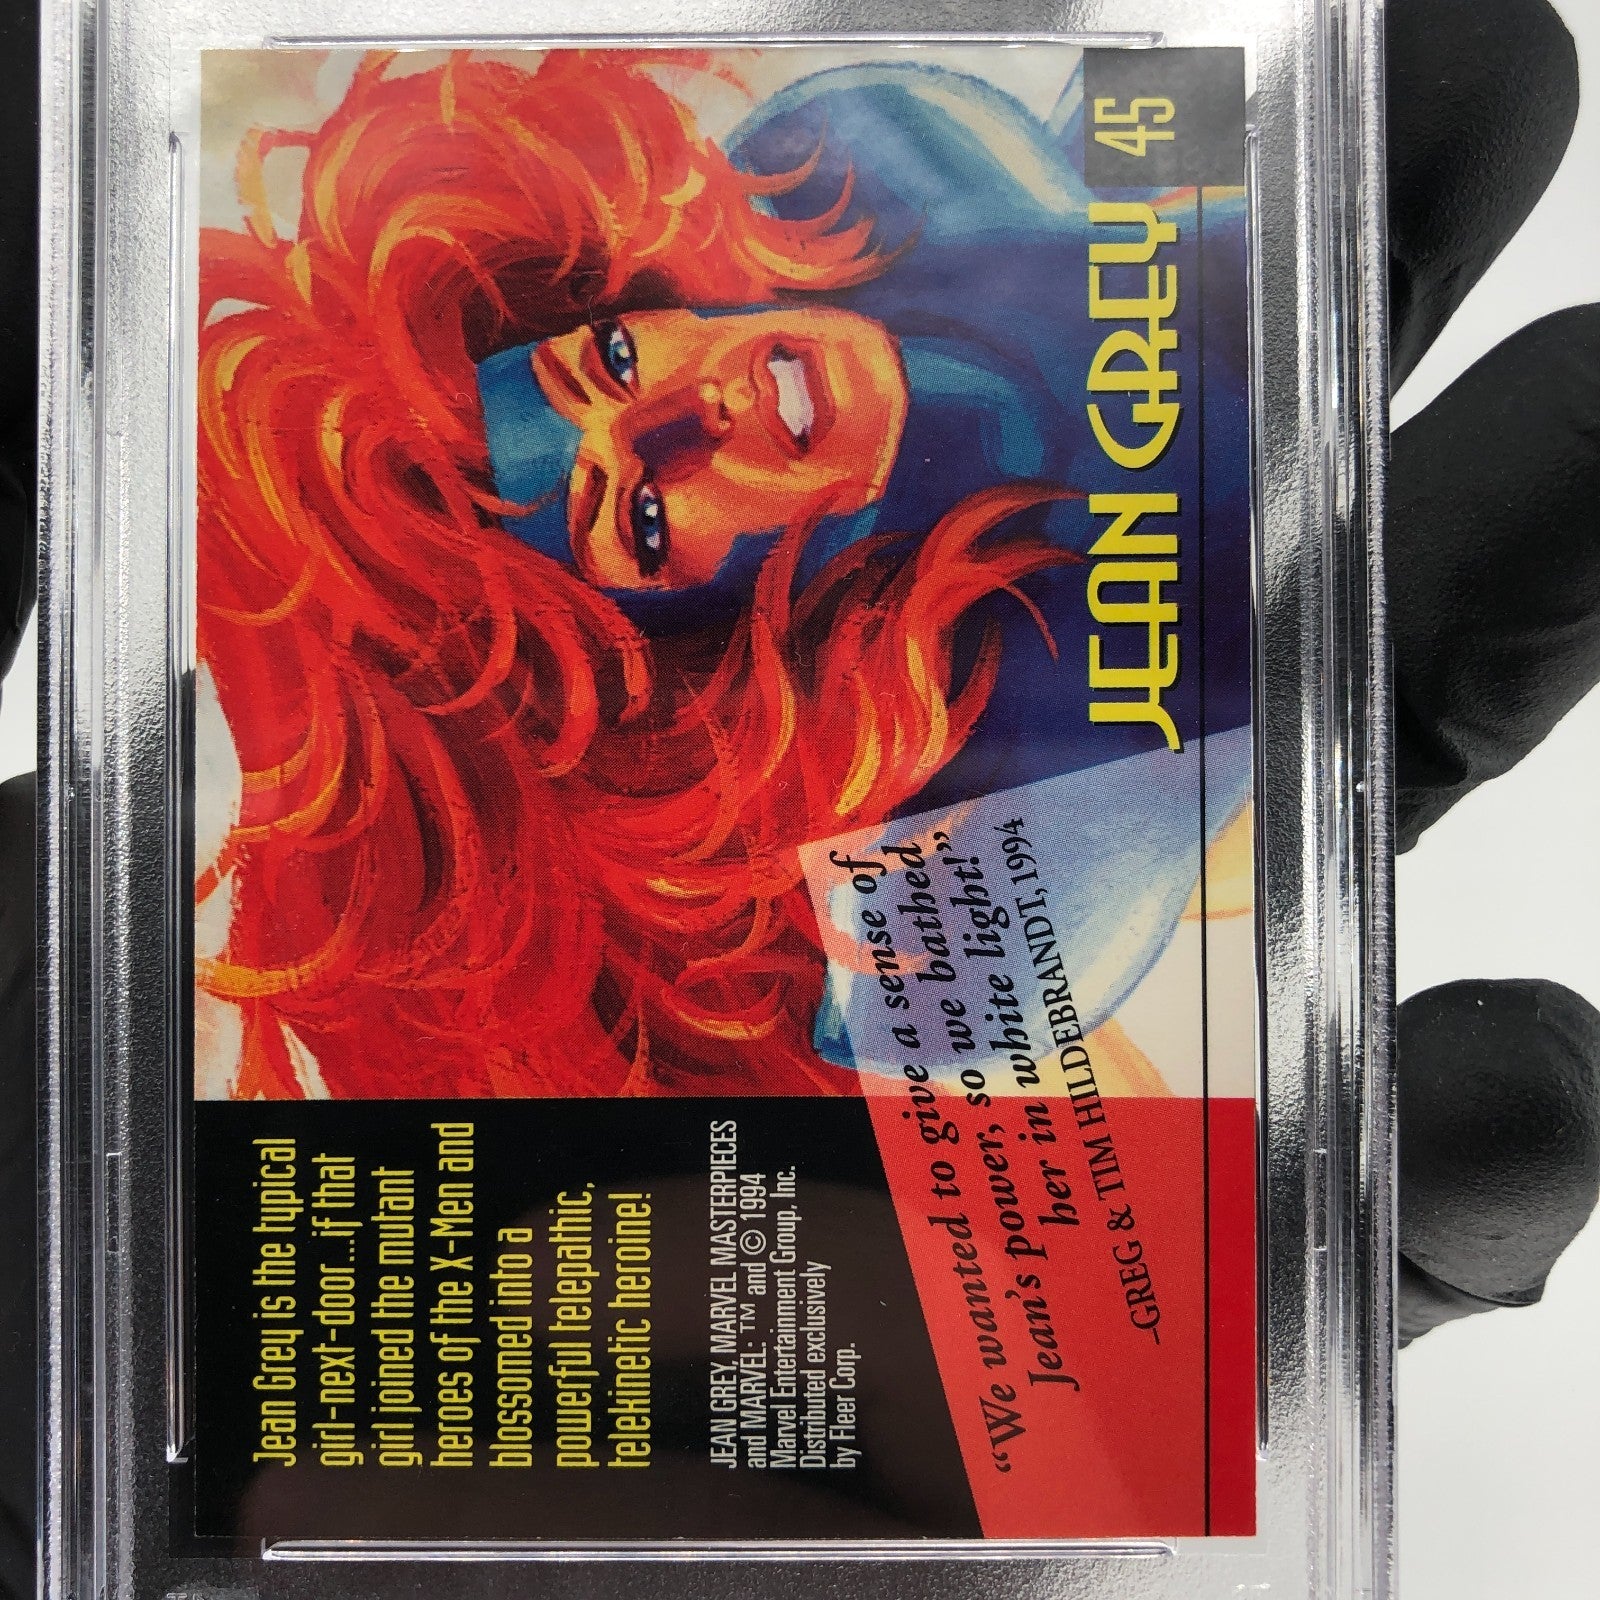 Jean Grey is the typical
girl-next-door...if that
girl joined the mutant
heroes of the X-Men and
blossomed into a
powerful telepathic,
telekinetic heroine!
JEAN GREY, MARVEL MASTERPIECES
and MARVEL: ™ and © 1994
Marvel Entertainment Group, Inc.
Distributed exclusively
by Fleer Corp.
“We wanted to give a sense of
Jean's power, so we bathed
her in white light!”
–GREG & TIM HILDEBRANDT, 1994
JEAN GREY 45